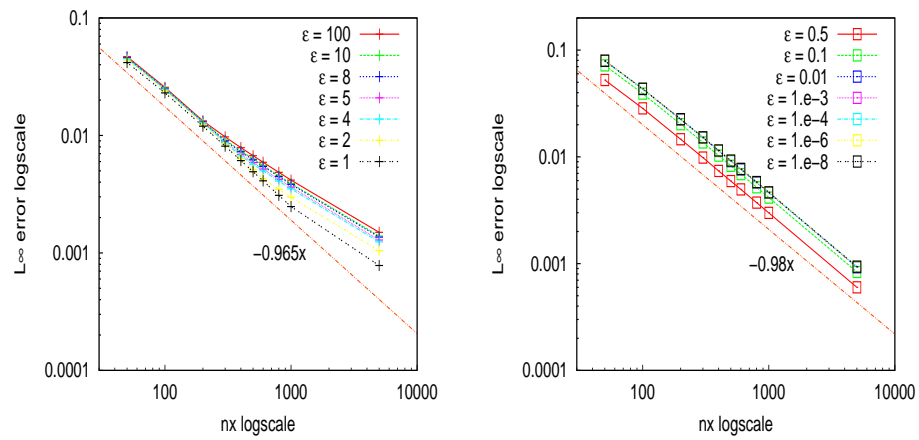 0.1
0.01
0.001
0.0001
100
1000
10000
L∞ error logscale
nx logscale
ε = 100
ε = 10
ε = 8
ε = 5
ε = 4
ε = 2
ε = 1
−0.965x
0.1
0.01
0.001
0.0001
100
1000
10000
L∞ error logscale
nx logscale
ε = 0.5
ε = 0.1
ε = 0.01
ε = 1.e−3
ε = 1.e−4
ε = 1.e−6
ε = 1.e−8
−0.98x